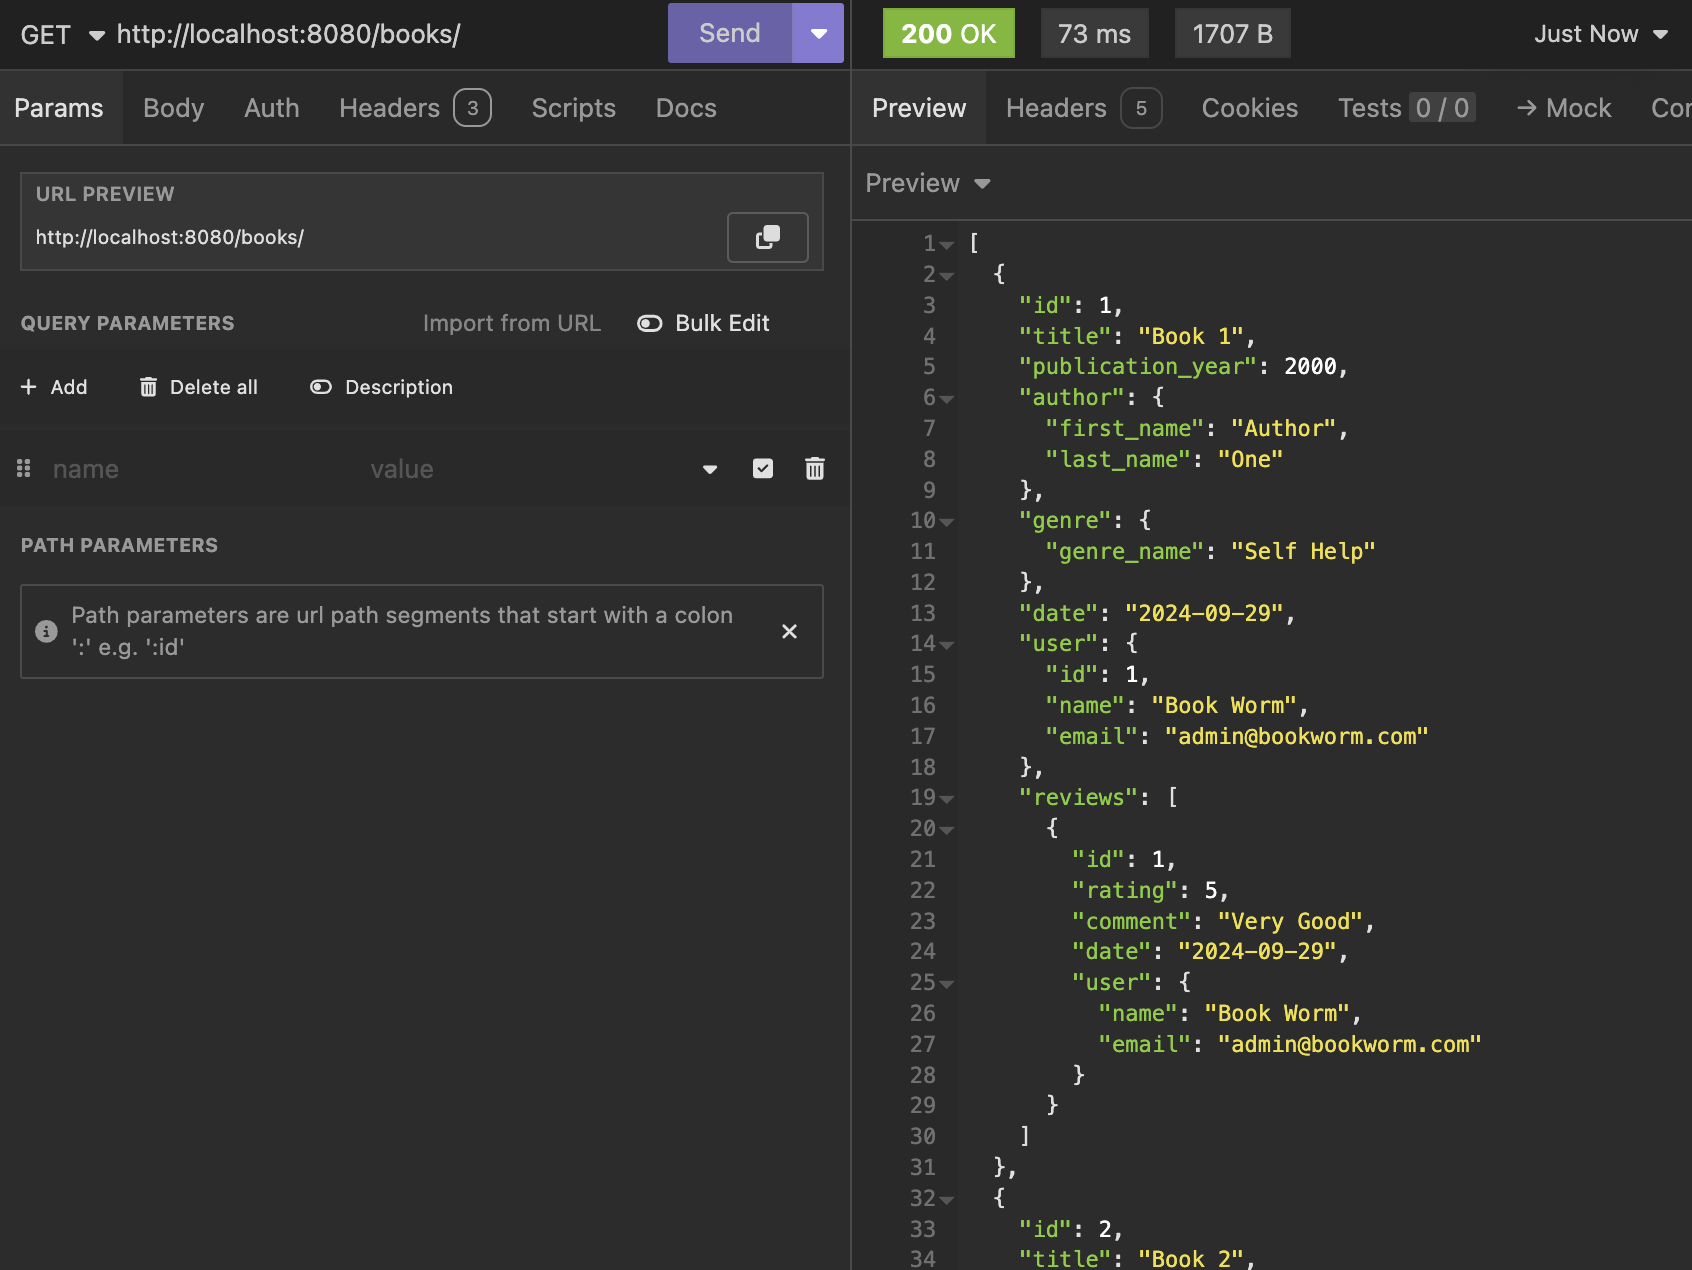 GET http://localhost:8080/books/ Send
Params Body Auth Headers 3 Scripts Docs
URL PREVIEW
http://localhost:8080/books/
QUERY PARAMETERS Import from URL Bulk Edit
+ Add Delete all Description
name value
PATH PARAMETERS
Path parameters are url path segments that start with a colon
':' e.g. ':id'
200 OK 73 ms 1707 B Just Now
Preview Headers 5 Cookies Tests 0 / 0 → Mock Con
Preview
1 [
2 {
3 "id": 1,
4 "title": "Book 1",
5 "publication_year": 2000,
6 "author": {
7 "first_name": "Author",
8 "last_name": "One"
9 },
10 "genre": {
11 "genre_name": "Self Help"
12 },
13 "date": "2024-09-29",
14 "user": {
15 "id": 1,
16 "name": "Book Worm",
17 "email": "admin@bookworm.com"
18 },
19 "reviews": [
20 {
21 "id": 1,
22 "rating": 5,
23 "comment": "Very Good",
24 "date": "2024-09-29",
25 "user": {
26 "name": "Book Worm",
27 "email": "admin@bookworm.com"
28 }
29 }
30 ]
31 },
32 {
33 "id": 2,
34 "title": "Book 2",